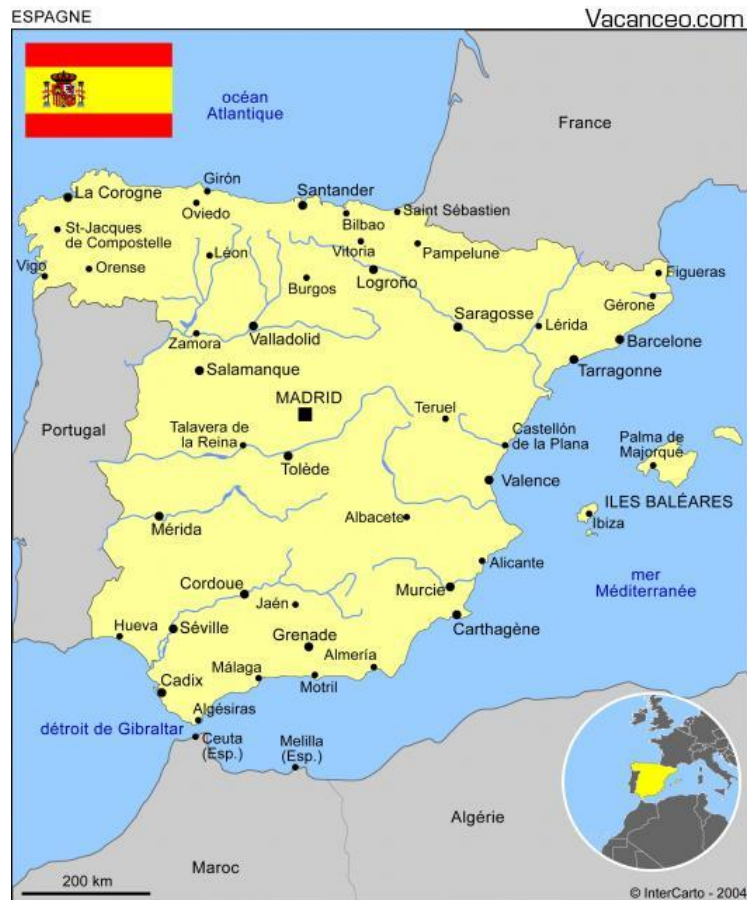 ESPAGNE
Vacanceo.com
océan
Atlantique
France
La Corogne
Girón
Oviedo
Santander
Bilbao
Saint Sébastien
St-Jacques
de Compostelle
Léon
Vitoria
Pampelune
Vigo
Orense
Burgos
Logroño
Figueras
Gérone
Zamora
Valladolid
Saragosse
Lérida
Barcelone
Salamanque
Tarragonne
MADRID
Portugal
Talavera de
la Reina
Teruel
Castellón
de la Plana
Palma de
Majorque
Tolède
Valence
ILES BALÉARES
Ibiza
Mérida
Albacete
Alicante
mer
Méditerranée
Cordoue
Jaén
Murcie
Carthagène
Hueva
Séville
Grenade
Almería
Málaga
Motril
Cadix
Algésiras
détroit de Gibraltar
Ceuta
(Esp.)
Melilla
(Esp.)
Algérie
Maroc
200 km
© InterCarto - 2004